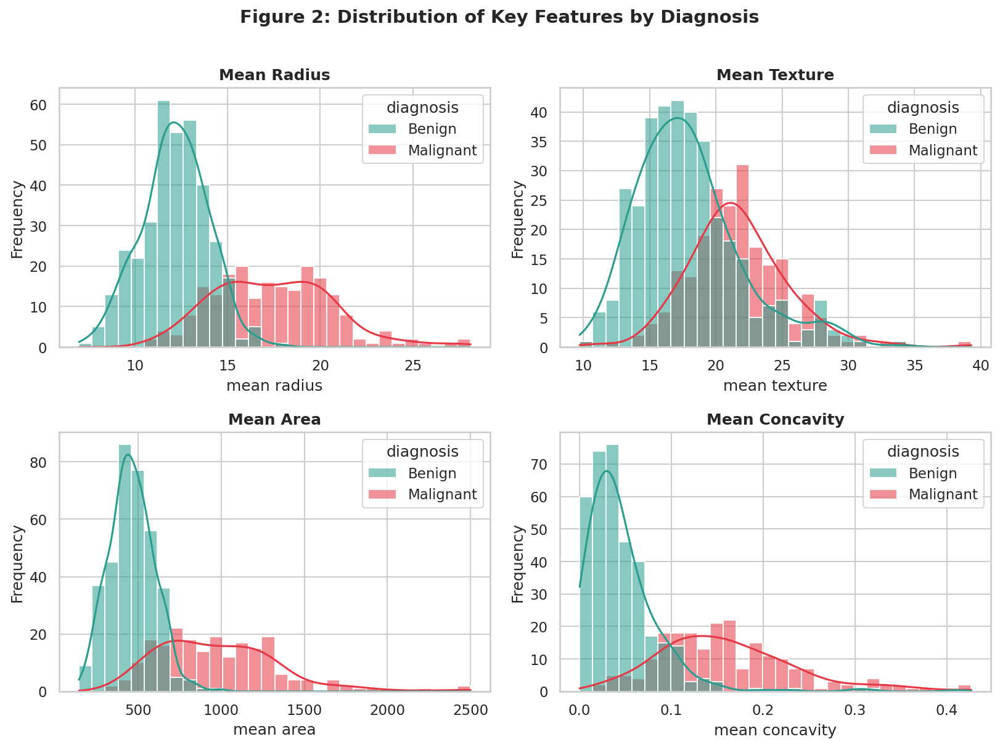 Figure 2: Distribution of Key Features by Diagnosis
Mean Radius
Frequency
0
10
20
30
40
50
60
10
15
20
25
mean radius
diagnosis
Benign
Malignant
Mean Texture
Frequency
0
5
10
15
20
25
30
35
40
10
15
20
25
30
35
40
mean texture
diagnosis
Benign
Malignant
Mean Area
Frequency
0
20
40
60
80
500
1000
1500
2000
2500
mean area
diagnosis
Benign
Malignant
Mean Concavity
Frequency
0
10
20
30
40
50
60
70
0.0
0.1
0.2
0.3
0.4
mean concavity
diagnosis
Benign
Malignant